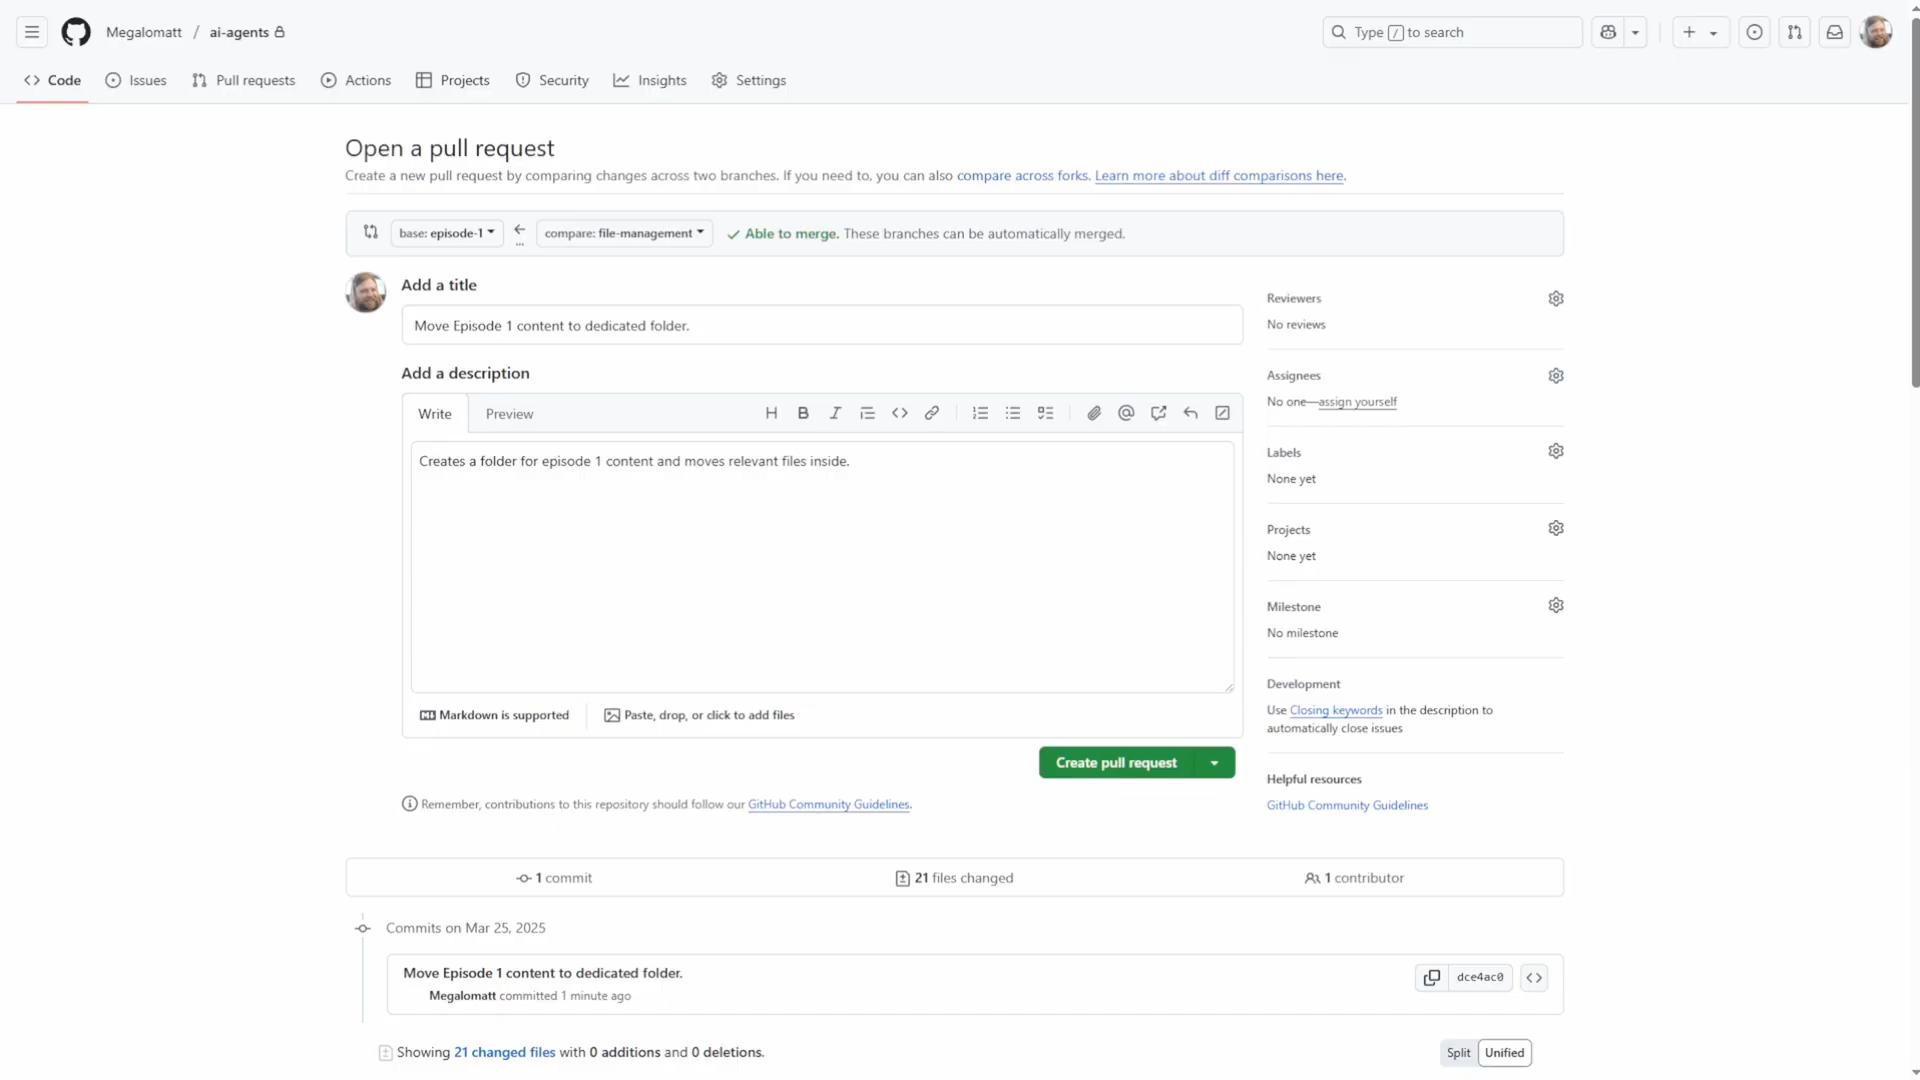 Megalomatt / ai-agents
Type / to search
Code
Issues
Pull requests
Actions
Projects
Security
Insights
Settings
Open a pull request
Create a new pull request by comparing changes across two branches. If you need to, you can also compare across forks. Learn more about diff comparisons here.
base: episode-1
compare: file-management
Able to merge. These branches can be automatically merged.
Add a title
Move Episode 1 content to dedicated folder.
Add a description
Write
Preview
Creates a folder for episode 1 content and moves relevant files inside.
Markdown is supported
Paste, drop, or click to add files
Create pull request
Remember, contributions to this repository should follow our GitHub Community Guidelines.
Reviewers
No reviews
Assignees
No one—assign yourself
Labels
None yet
Projects
None yet
Milestone
No milestone
Development
Use Closing keywords in the description to
automatically close issues
Helpful resources
GitHub Community Guidelines
1 commit
21 files changed
1 contributor
Commits on Mar 25, 2025
Move Episode 1 content to dedicated folder.
dce4ac0
Megalomatt committed 1 minute ago
Showing 21 changed files with 0 additions and 0 deletions.
Split
Unified